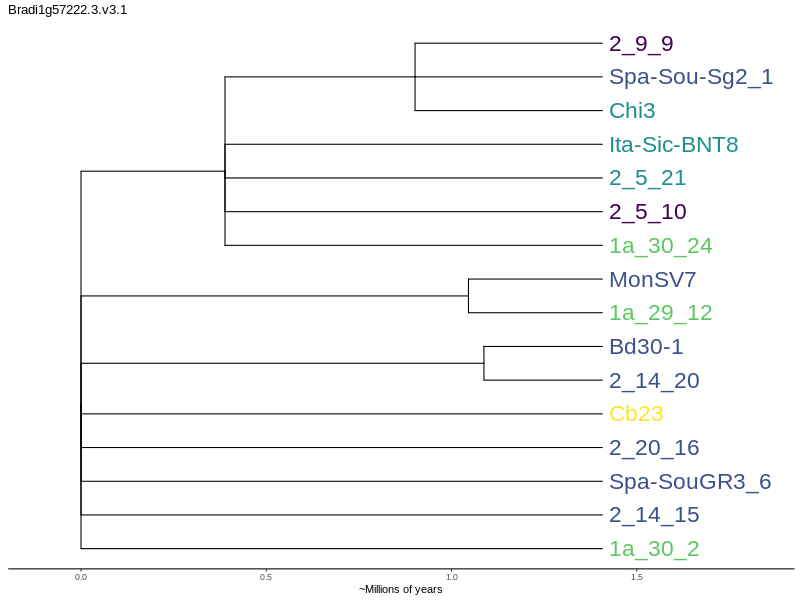 Bradi1g57222.3.v3.1
2_9_9
Spa-Sou-Sg2_1
Chi3
Ita-Sic-BNT8
2_5_21
2_5_10
1a_30_24
MonSV7
1a_29_12
Bd30-1
2_14_20
Cb23
2_20_16
Spa-SouGR3_6
2_14_15
1a_30_2
0.0 0.5 1.0 1.5
~Millions of years